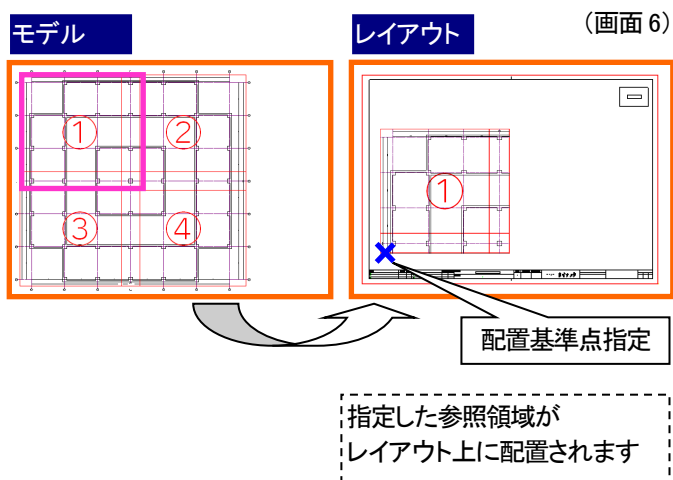 (画面 6)
モデル
レイアウト
①
②
③
④
①
配置基準点指定
指定した参照領域が
レイアウト上に配置されます